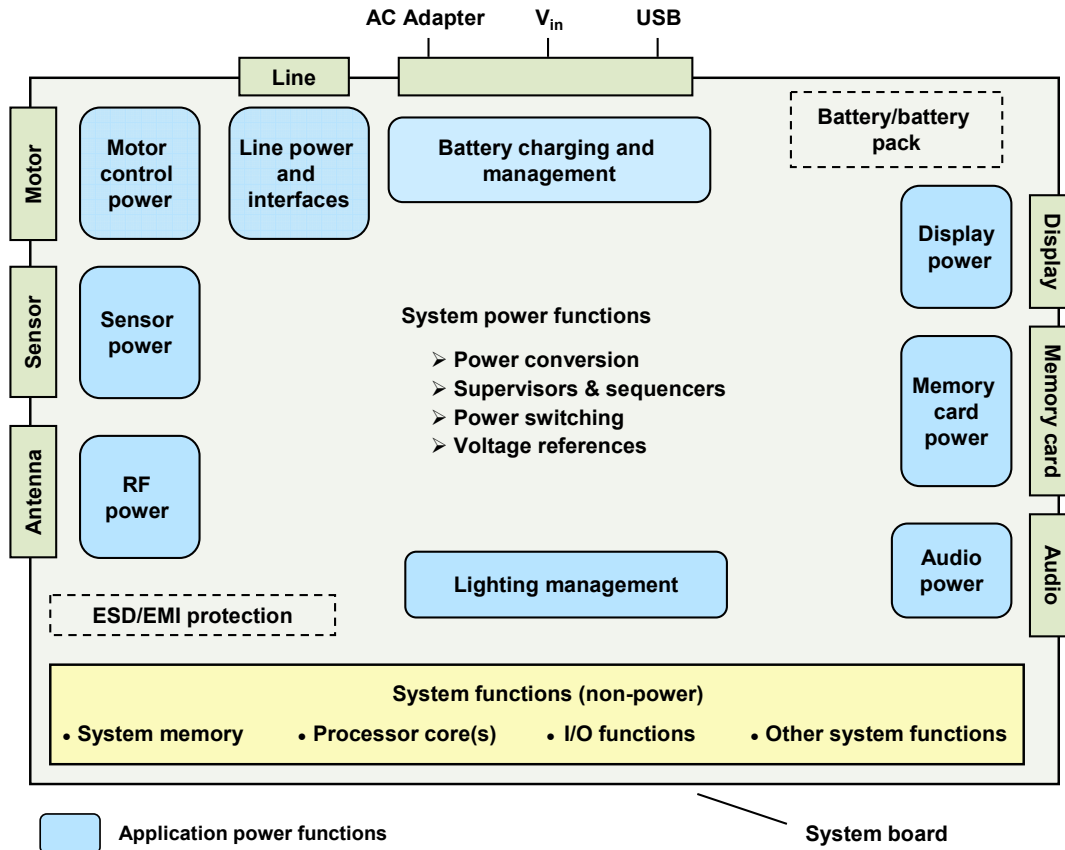 AC Adapter
Vin
USB
Line
Motor
Motor
control
power
Line power
and
interfaces
Battery charging and
management
Battery/battery
pack
Display
power
Display
Sensor
Sensor
power
System power functions
➢ Power conversion
➢ Supervisors & sequencers
➢ Power switching
➢ Voltage references
Memory
card
power
Memory card
Antenna
RF
power
Lighting management
Audio
power
Audio
ESD/EMI protection
System functions (non-power)
• System memory • Processor core(s) • I/O functions • Other system functions
Application power functions
System board